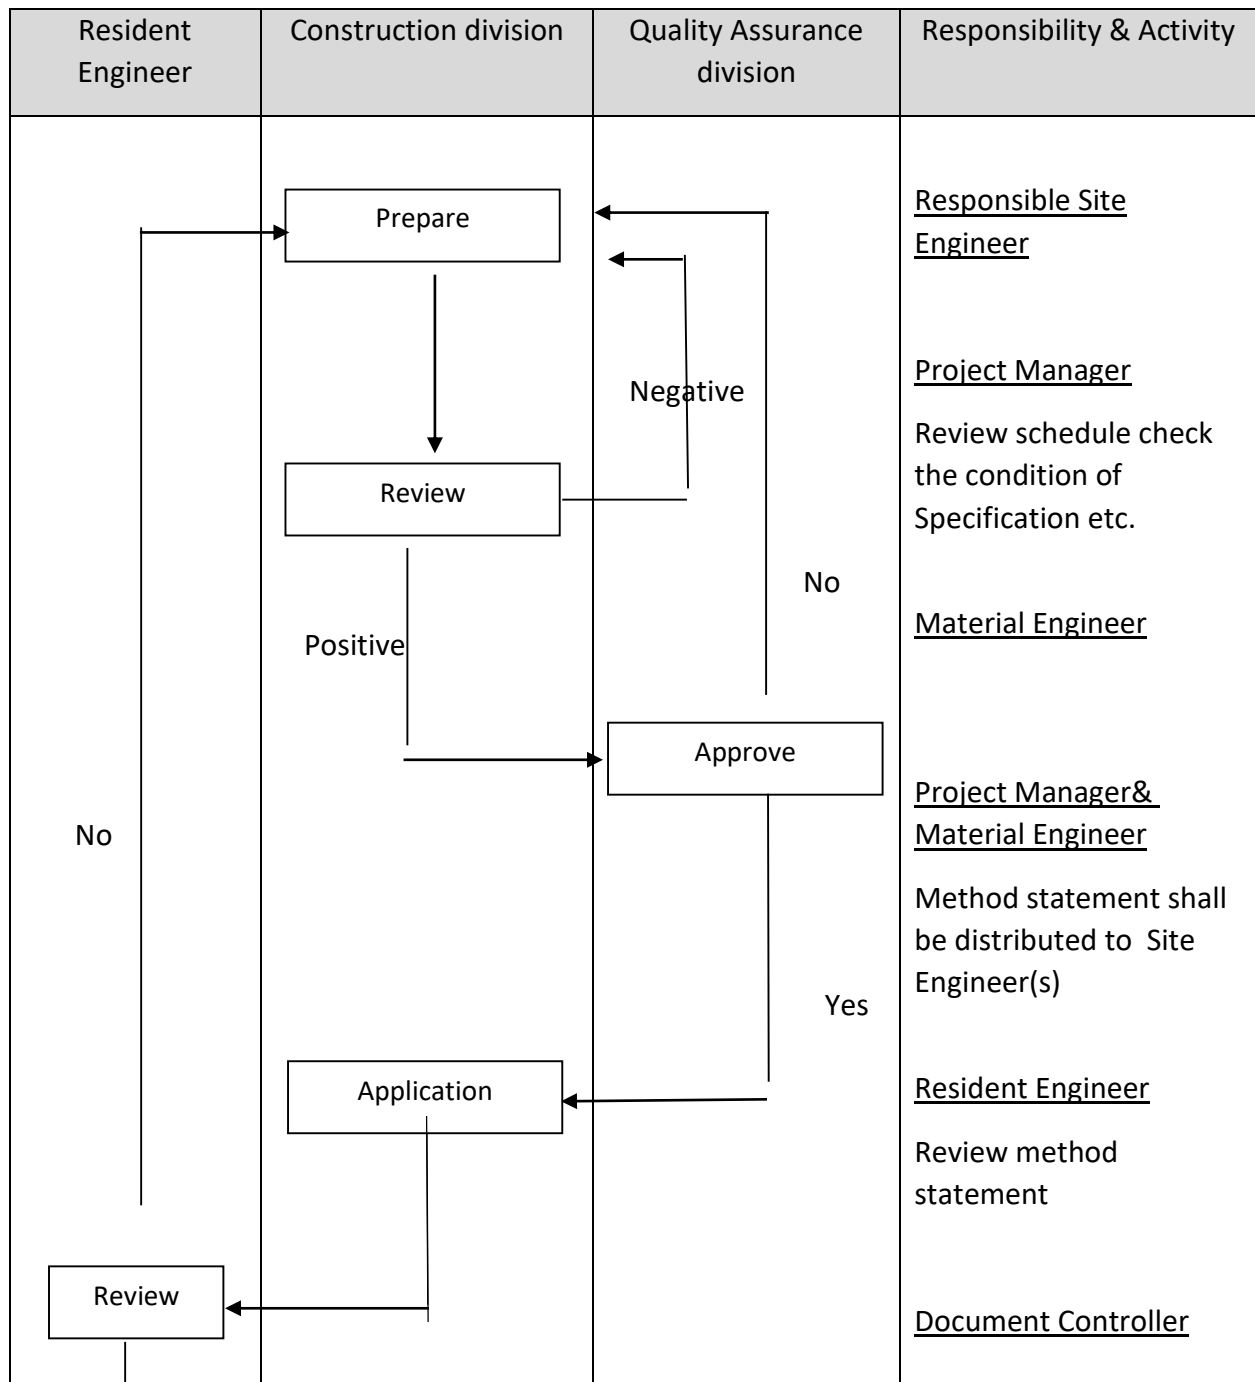 Resident
Engineer
Construction division
Quality Assurance
division
Responsibility & Activity
Prepare
Responsible Site
Engineer
Negative
Project Manager
Review schedule check
the condition of
Specification etc.
Review
No
Positive
Material Engineer
Approve
No
Project Manager&
Material Engineer
Method statement shall
be distributed to  Site
Engineer(s)
Yes
Application
Resident Engineer
Review method
statement
Review
Document Controller